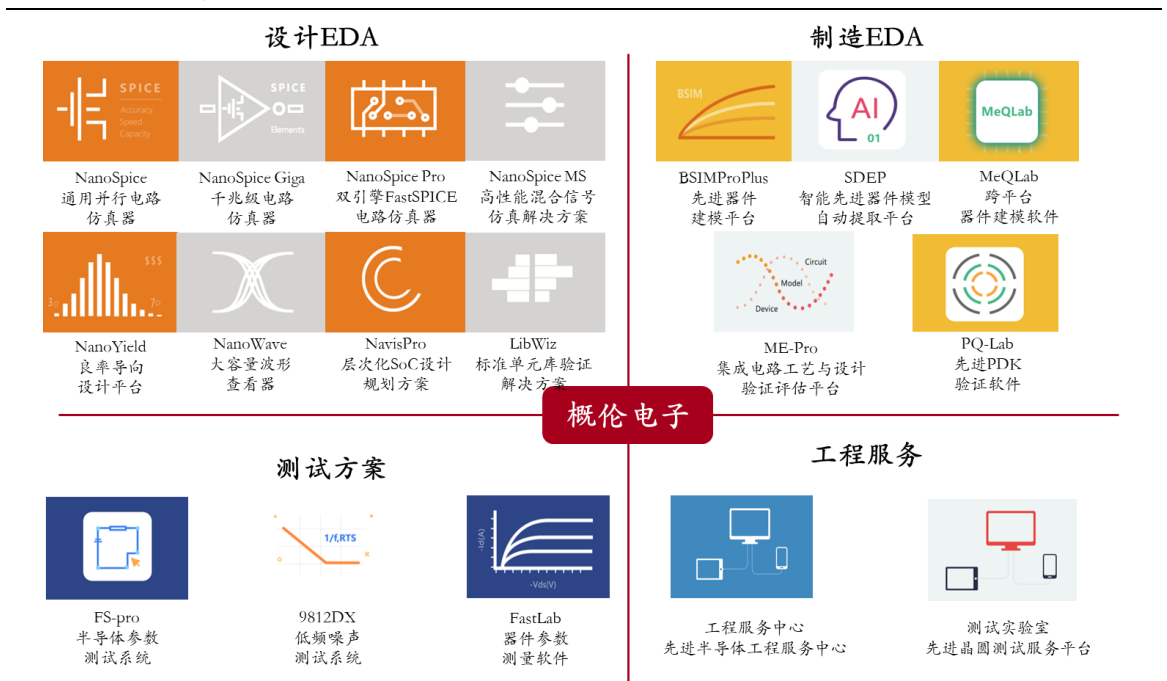 设计EDA
SPICE
Accuracy
Speed
Capacity
SPICE
Elements
NanoSpice
通用并行电路
仿真器
NanoSpice Giga
千兆级电路
仿真器
NanoSpice Pro
双引擎FastSPICE
电路仿真器
NanoSpice MS
高性能混合信号
仿真解决方案
$$$
3σ
7σ
NanoYield
良率导向
设计平台
NanoWave
大容量波形
查看器
NavisPro
层次化SoC设计
规划方案
LibWiz
标准单元库验证
解决方案
制造EDA
BSIM
AI
01
MeQLab
BSIMProPlus
先进器件
建模平台
SDEP
智能先进器件模型
自动提取平台
MeQLab
跨平台
器件建模软件
Circuit
Model
Device
ME-Pro
集成电路工艺与设计
验证评估平台
PQ-Lab
先进PDK
验证软件
概伦电子
测试方案
1/f,RTS
-Id(A)
-Vds(V)
FS-pro
半导体参数
测试系统
9812DX
低频噪声
测试系统
FastLab
器件参数
测量软件
工程服务
工程服务中心
先进半导体工程服务中心
测试实验室
先进晶圆测试服务平台